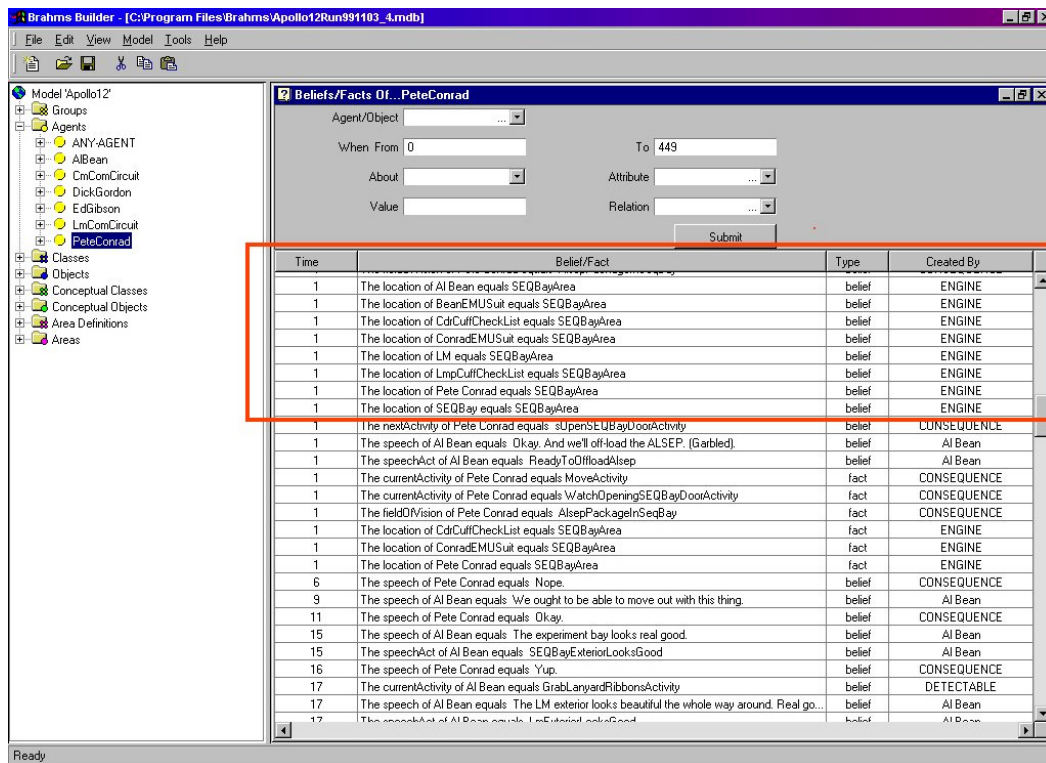 Brahms Builder - [C:\Program Files\Brahms\Apollo12Run991103_4.mdb]
File Edit View Model Tools Help
Model 'Apollo12'
Groups
Agents
ANY-AGENT
AlBean
CmComCircuit
DickGordon
EdGibson
LmComCircuit
PeteConrad
Classes
Objects
Conceptual Classes
Conceptual Objects
Area Definitions
Areas
Beliefs/Facts Of...PeteConrad
Agent/Object ...
When From 0 To 449
About Attribute ...
Value Relation ...
Submit
Time Belief/Fact Type Created By
1 The location of Al Bean equals SEQBayArea belief ENGINE
1 The location of BeanEMUSuit equals SEQBayArea belief ENGINE
1 The location of CdrCuffCheckList equals SEQBayArea belief ENGINE
1 The location of ConradEMUSuit equals SEQBayArea belief ENGINE
1 The location of LM equals SEQBayArea belief ENGINE
1 The location of LmpCuffCheckList equals SEQBayArea belief ENGINE
1 The location of Pete Conrad equals SEQBayArea belief ENGINE
1 The location of SEQBay equals SEQBayArea belief ENGINE
1 The nextActivity of Pete Conrad equals sOpenSEQBayDoorActivity belief CONSEQUENCE
1 The speech of Al Bean equals Okay. And we'll off-load the ALSEP. (Garbled). belief Al Bean
1 The speechAct of Al Bean equals ReadyToOffloadAlsep belief Al Bean
1 The currentActivity of Pete Conrad equals MoveActivity fact CONSEQUENCE
1 The currentActivity of Pete Conrad equals WatchOpeningSEQBayDoorActivity fact CONSEQUENCE
1 The fieldOfVision of Pete Conrad equals AlsepPackageInSeqBay fact CONSEQUENCE
1 The location of CdrCuffCheckList equals SEQBayArea fact ENGINE
1 The location of ConradEMUSuit equals SEQBayArea fact ENGINE
1 The location of Pete Conrad equals SEQBayArea fact ENGINE
6 The speech of Pete Conrad equals Nope. belief CONSEQUENCE
9 The speech of Al Bean equals We ought to be able to move out with this thing. belief Al Bean
11 The speech of Pete Conrad equals Okay. belief CONSEQUENCE
15 The speech of Al Bean equals The experiment bay looks real good. belief Al Bean
15 The speechAct of Al Bean equals SEQBayExteriorLooksGood belief Al Bean
16 The speech of Pete Conrad equals Yup. belief CONSEQUENCE
17 The currentActivity of Al Bean equals GrabLanyardRibbonsActivity belief DETECTABLE
17 The speech of Al Bean equals The LM exterior looks beautiful the whole way around. Real go... belief Al Bean
17 The speechAct of Al Bean equals LmExteriorLooksGood belief Al Bean
Ready